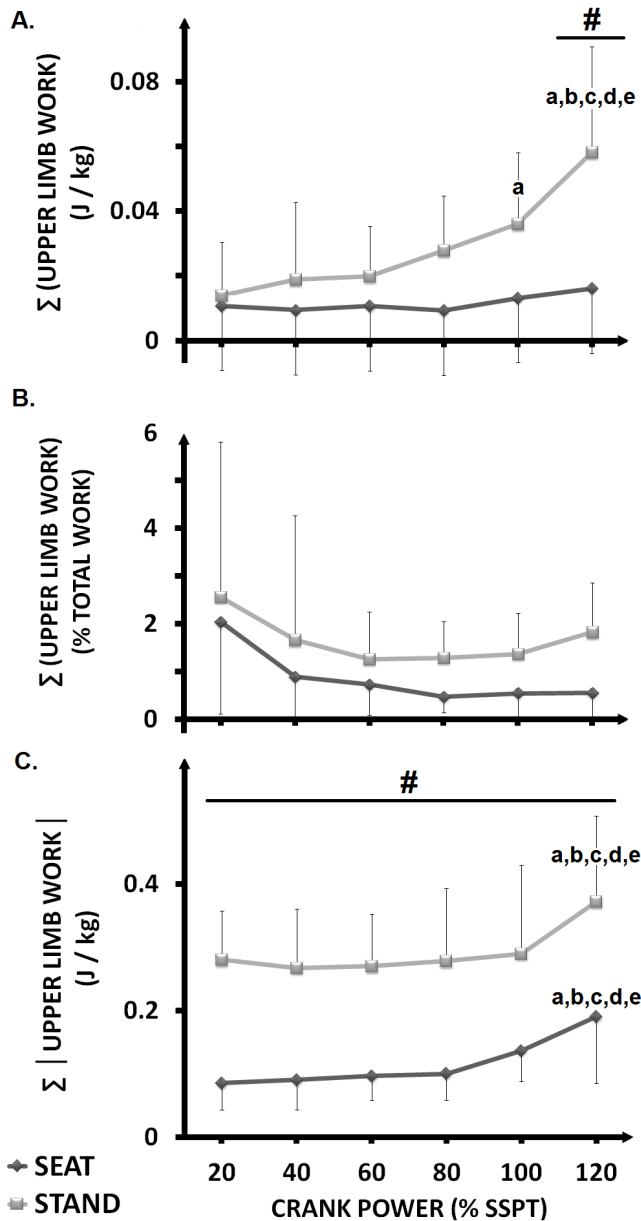 A.
#
0.08
a,b,c,d,e
Σ (UPPER LIMB WORK)
(J / kg)
a
0.04
0
B.
6
Σ (UPPER LIMB WORK)
(% TOTAL WORK)
4
2
0
C.
#
a,b,c,d,e
0.4
Σ | UPPER LIMB WORK |
(J / kg)
a,b,c,d,e
0.2
0
SEAT
20 40 60 80 100 120
STAND
CRANK POWER (% SSPT)